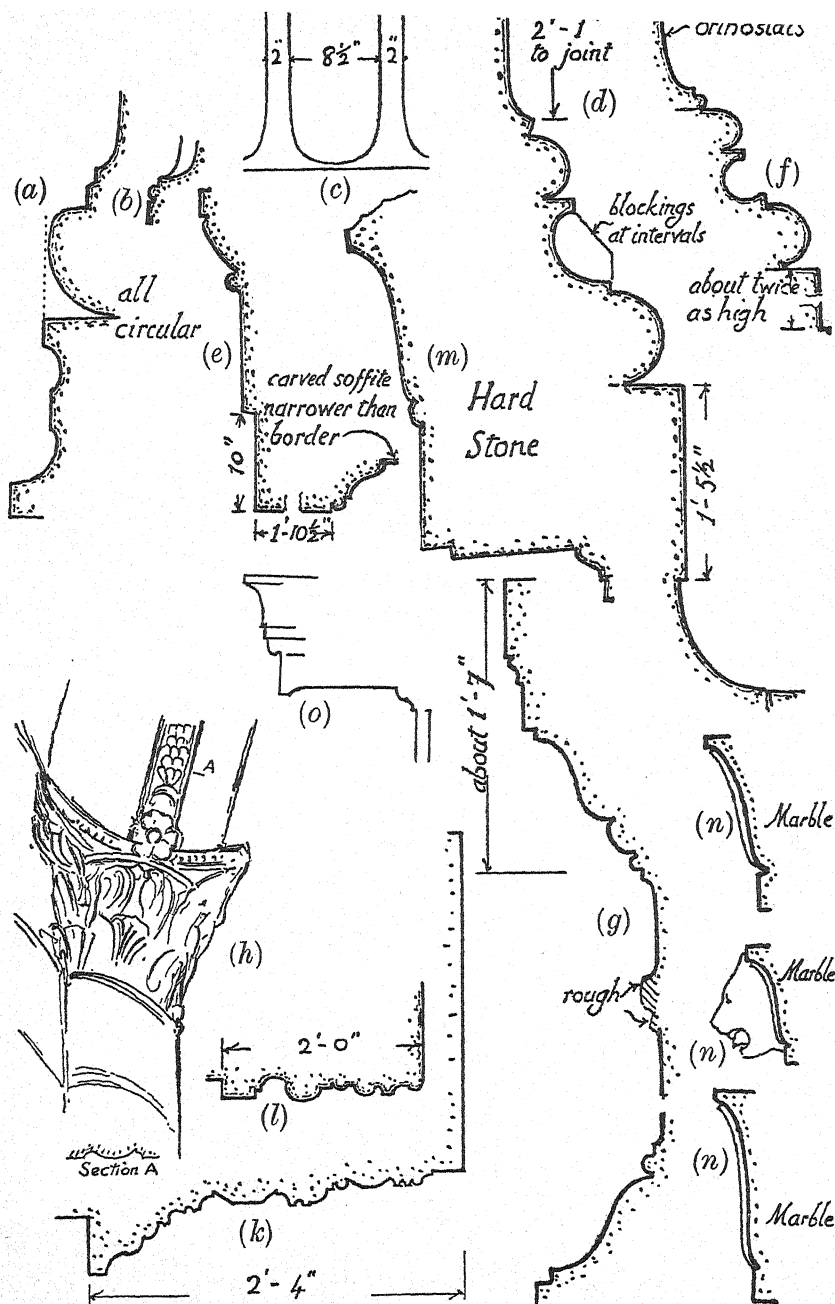 2"
8½"
2"
(c)
2'-1
to joint
(d)
orthostats
(f)
(a)
(b)
blockings
at intervals
about twice
as high
all
circular
(e)
carved soffite
narrower than
border
10"
1'-10½"
(m)
Hard
Stone
1'-5½"
(o)
about 1'-7"
A
(h)
(n)
Marble
(g)
rough
Marble
(n)
2'-0"
(l)
Section A
(n)
Marble
(k)
2'-4"